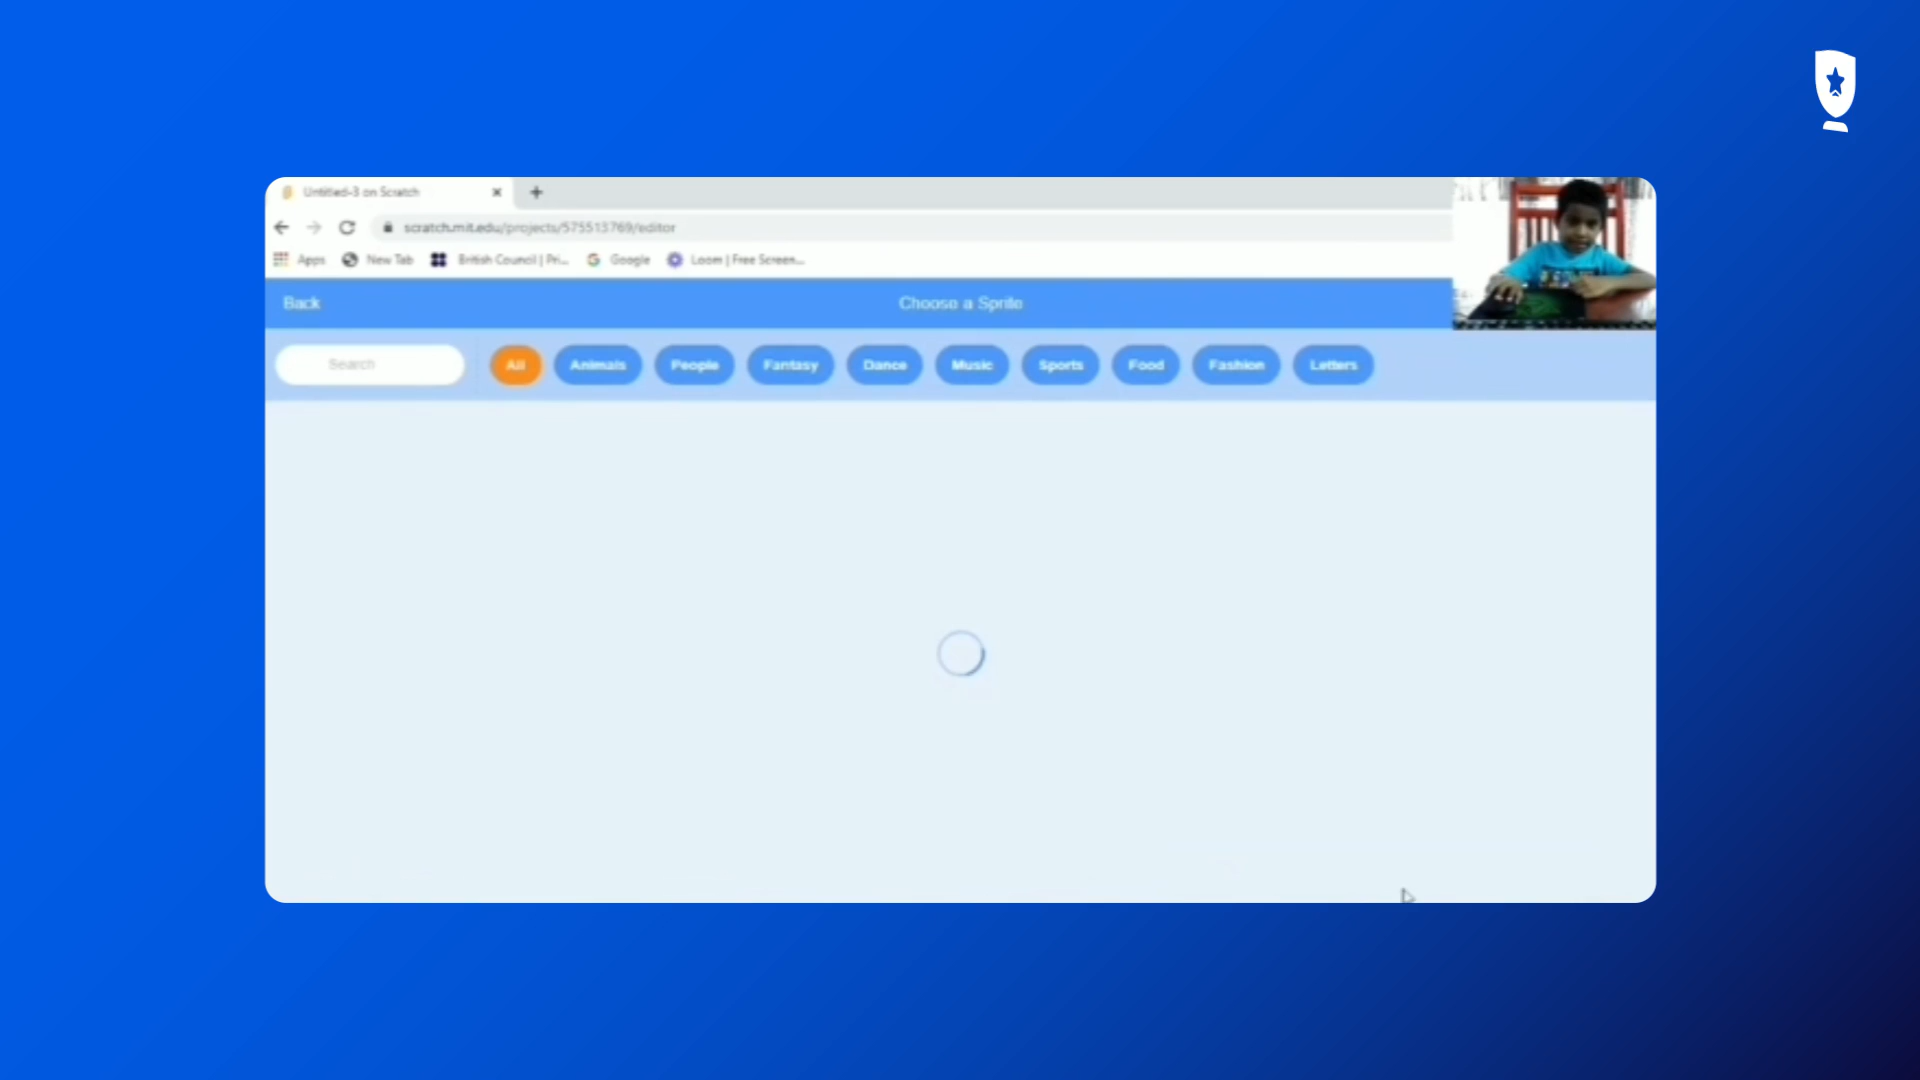 Untitled-3 on Scratch
scratch.mit.edu/projects/575513769/editor
Apps New Tab British Council | Pri... Google Loom | Free Screen...
Back Choose a Sprite
Search All Animals People Fantasy Dance Music Sports Food Fashion Letters